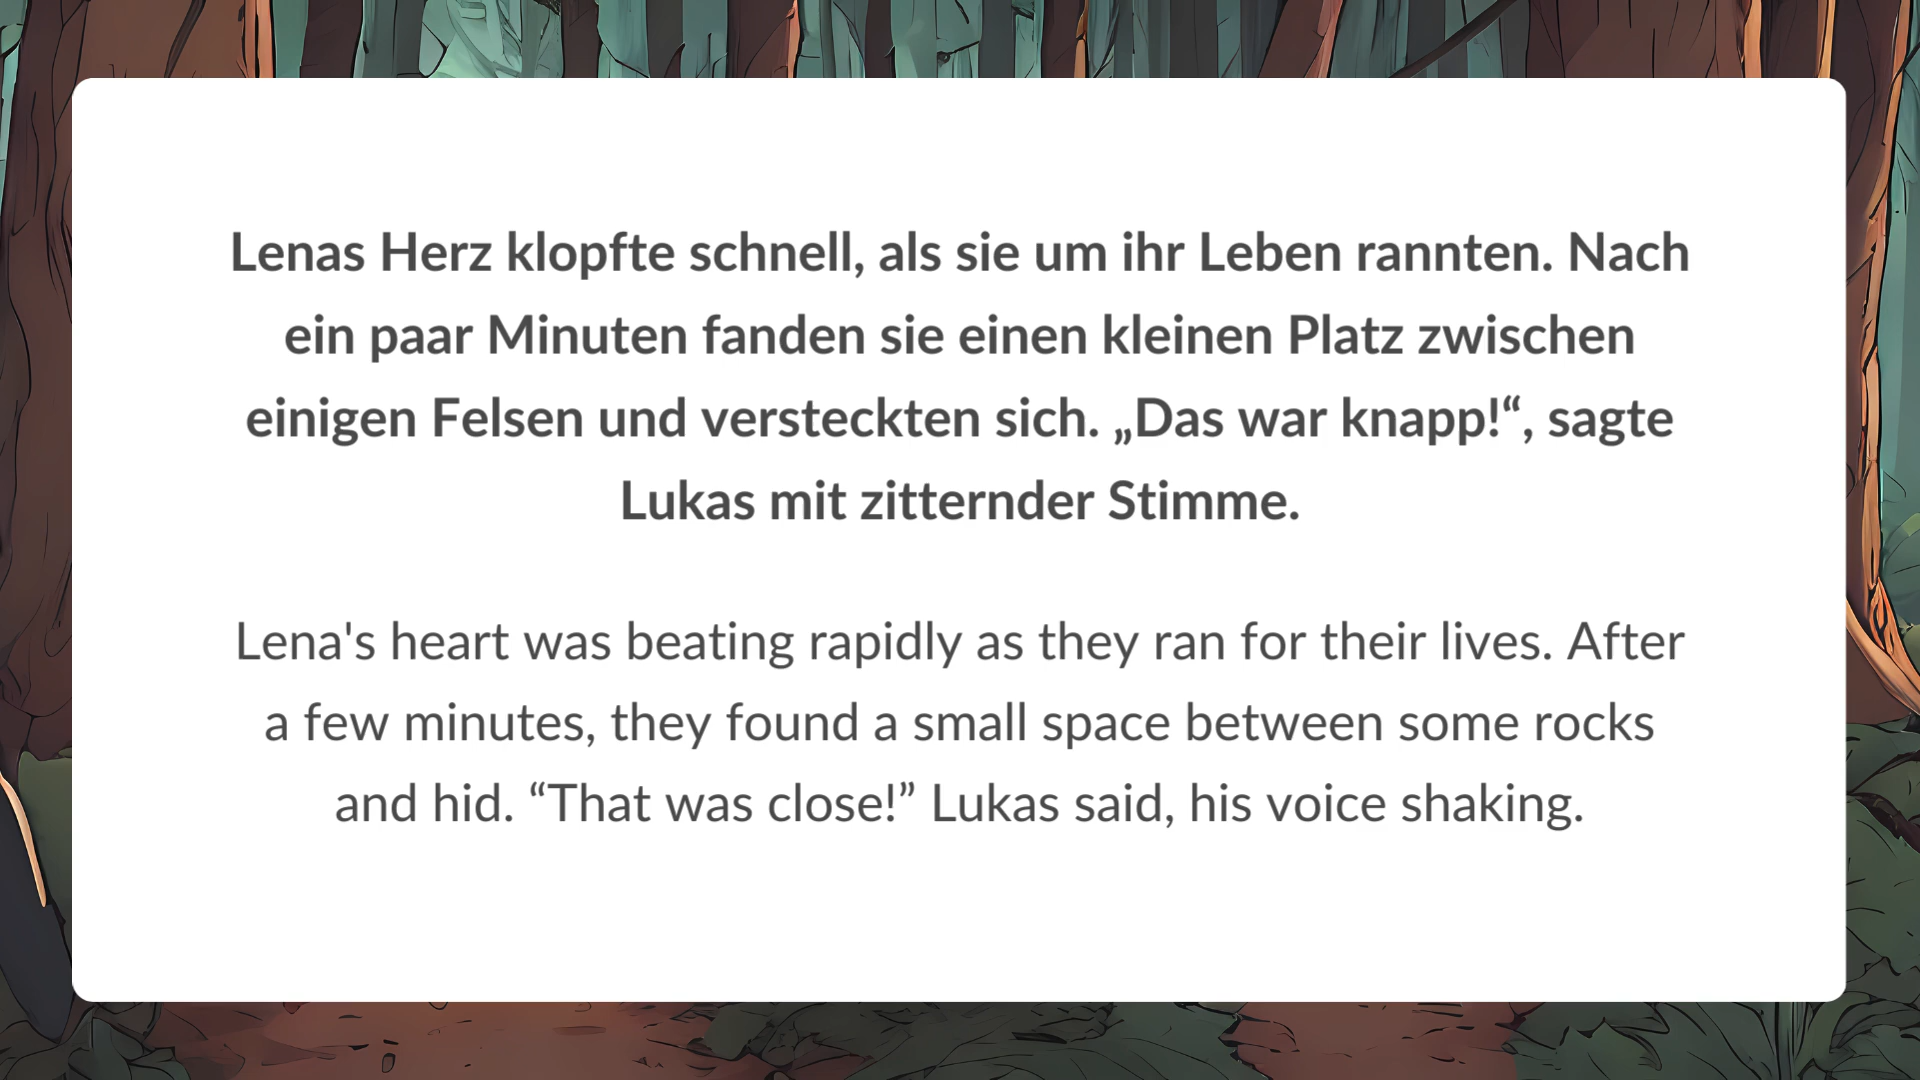 Lenas Herz klopfte schnell, als sie um ihr Leben rannten. Nach
ein paar Minuten fanden sie einen kleinen Platz zwischen
einigen Felsen und versteckten sich. „Das war knapp!“, sagte
Lukas mit zitternder Stimme.
Lena's heart was beating rapidly as they ran for their lives. After
a few minutes, they found a small space between some rocks
and hid. “That was close!” Lukas said, his voice shaking.